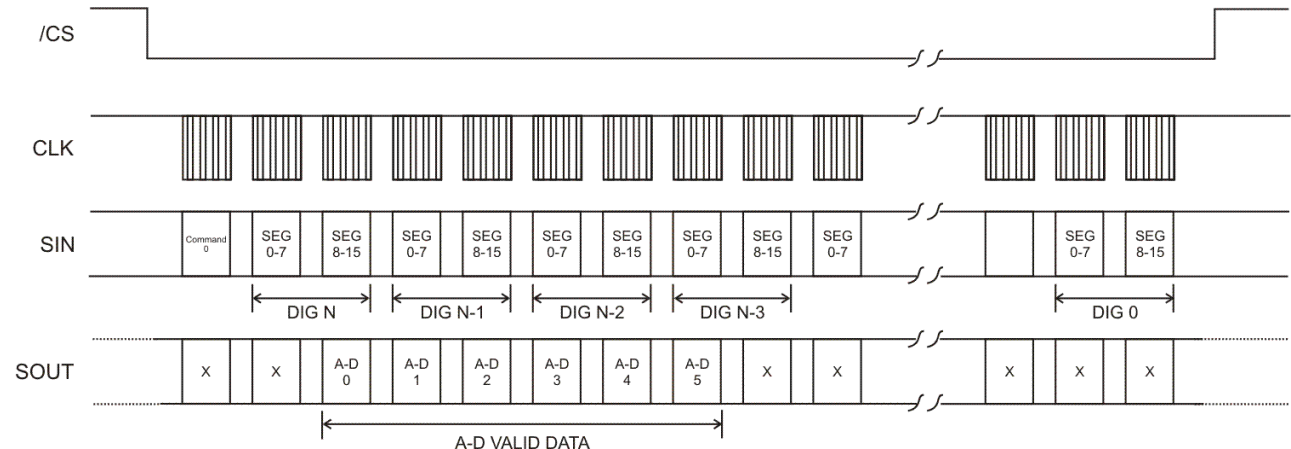 /CS
CLK
SIN
Command
0
SEG
0-7
SEG
8-15
SEG
0-7
SEG
8-15
SEG
0-7
SEG
8-15
SEG
0-7
SEG
8-15
SEG
0-7
SEG
0-7
SEG
8-15
DIG N
DIG N-1
DIG N-2
DIG N-3
DIG 0
SOUT
X
X
A-D
0
A-D
1
A-D
2
A-D
3
A-D
4
A-D
5
X
X
X
X
X
A-D VALID DATA